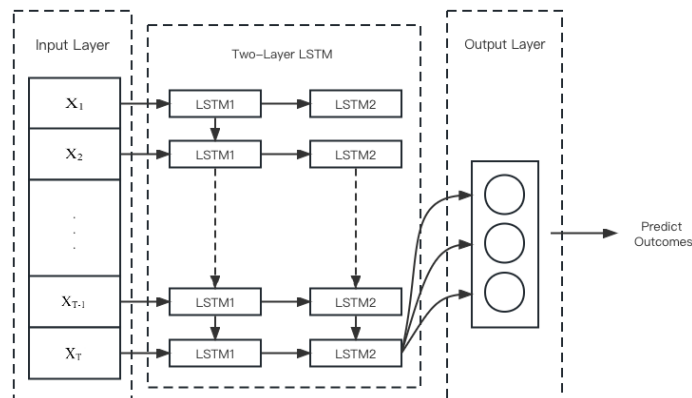 Input Layer
Two-Layer LSTM
Output Layer
X₁
LSTM1
LSTM2
X₂
LSTM1
LSTM2
.
.
.
Predict
Outcomes
X_T-1
LSTM1
LSTM2
X_T
LSTM1
LSTM2